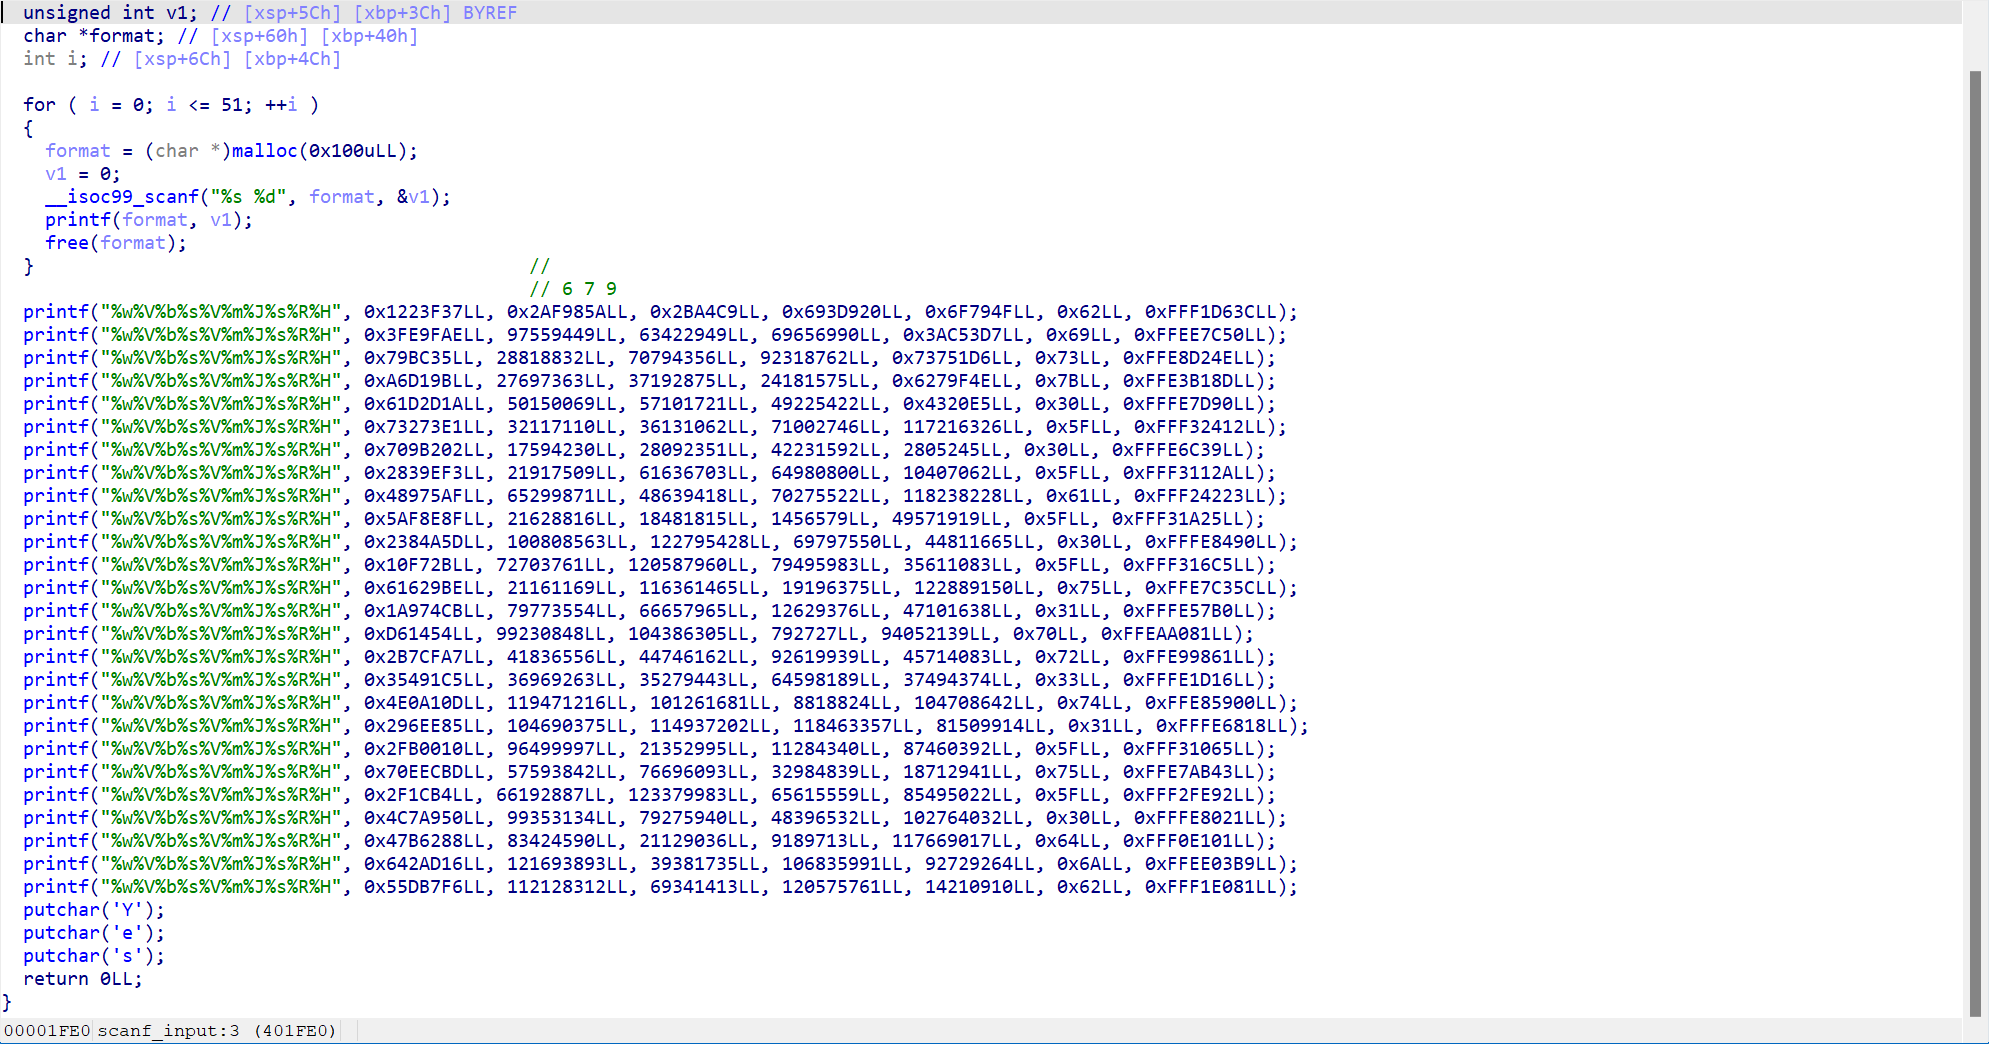 unsigned int v1; // [xsp+5Ch] [xbp+3Ch] BYREF
char *format; // [xsp+60h] [xbp+40h]
int i; // [xsp+6Ch] [xbp+4Ch]
for ( i = 0; i <= 51; ++i )
{
format = (char *)malloc(0x100uLL);
v1 = 0;
__isoc99_scanf("%s %d", format, &v1);
printf(format, v1);
free(format);
} //
// 6 7 9
printf("%w%V%b%s%V%m%J%s%R%H", 0x1223F37LL, 0x2AF985ALL, 0x2BA4C9LL, 0x693D920LL, 0x6F794FLL, 0x62LL, 0xFFF1D63CLL);
printf("%w%V%b%s%V%m%J%s%R%H", 0x3FE9FAELL, 97559449LL, 63422949LL, 69656990LL, 0x3AC53D7LL, 0x69LL, 0xFFEE7C50LL);
printf("%w%V%b%s%V%m%J%s%R%H", 0x79BC35LL, 28818832LL, 70794356LL, 92318762LL, 0x73751D6LL, 0x73LL, 0xFFE8D24ELL);
printf("%w%V%b%s%V%m%J%s%R%H", 0xA6D19BLL, 27697363LL, 37192875LL, 24181575LL, 0x6279F4ELL, 0x7BLL, 0xFFE3B18DLL);
printf("%w%V%b%s%V%m%J%s%R%H", 0x61D2D1ALL, 50150069LL, 57101721LL, 49225422LL, 0x4320E5LL, 0x30LL, 0xFFFE7D90LL);
printf("%w%V%b%s%V%m%J%s%R%H", 0x73273E1LL, 32117110LL, 36131062LL, 71002746LL, 117216326LL, 0x5FLL, 0xFFF32412LL);
printf("%w%V%b%s%V%m%J%s%R%H", 0x709B202LL, 17594230LL, 28092351LL, 42231592LL, 2805245LL, 0x30LL, 0xFFFE6C39LL);
printf("%w%V%b%s%V%m%J%s%R%H", 0x2839EF3LL, 21917509LL, 61636703LL, 64980800LL, 10407062LL, 0x5FLL, 0xFFF3112ALL);
printf("%w%V%b%s%V%m%J%s%R%H", 0x48975AFLL, 65299871LL, 48639418LL, 70275522LL, 118238228LL, 0x61LL, 0xFFF24223LL);
printf("%w%V%b%s%V%m%J%s%R%H", 0x5AF8E8FLL, 21628816LL, 18481815LL, 1456579LL, 49571919LL, 0x5FLL, 0xFFF31A25LL);
printf("%w%V%b%s%V%m%J%s%R%H", 0x2384A5DLL, 100808563LL, 122795428LL, 69797550LL, 44811665LL, 0x30LL, 0xFFFE8490LL);
printf("%w%V%b%s%V%m%J%s%R%H", 0x10F72BLL, 72703761LL, 120587960LL, 79495983LL, 35611083LL, 0x5FLL, 0xFFF316C5LL);
printf("%w%V%b%s%V%m%J%s%R%H", 0x61629BELL, 21161169LL, 116361465LL, 19196375LL, 122889150LL, 0x75LL, 0xFFE7C35CLL);
printf("%w%V%b%s%V%m%J%s%R%H", 0x1A974CBLL, 79773554LL, 66657965LL, 12629376LL, 47101638LL, 0x31LL, 0xFFFE57B0LL);
printf("%w%V%b%s%V%m%J%s%R%H", 0xD61454LL, 99230848LL, 104386305LL, 792727LL, 94052139LL, 0x70LL, 0xFFEAA081LL);
printf("%w%V%b%s%V%m%J%s%R%H", 0x2B7CFA7LL, 41836556LL, 44746162LL, 92619939LL, 45714083LL, 0x72LL, 0xFFE99861LL);
printf("%w%V%b%s%V%m%J%s%R%H", 0x35491C5LL, 36969263LL, 35279443LL, 64598189LL, 37494374LL, 0x33LL, 0xFFFE1D16LL);
printf("%w%V%b%s%V%m%J%s%R%H", 0x4E0A10DLL, 119471216LL, 101261681LL, 8818824LL, 104708642LL, 0x74LL, 0xFFE85900LL);
printf("%w%V%b%s%V%m%J%s%R%H", 0x296EE85LL, 104690375LL, 114937202LL, 118463357LL, 81509914LL, 0x31LL, 0xFFFE6818LL);
printf("%w%V%b%s%V%m%J%s%R%H", 0x2FB0010LL, 96499997LL, 21352995LL, 11284340LL, 87460392LL, 0x5FLL, 0xFFF31065LL);
printf("%w%V%b%s%V%m%J%s%R%H", 0x70EECBDLL, 57593842LL, 76696093LL, 32984839LL, 18712941LL, 0x75LL, 0xFFE7AB43LL);
printf("%w%V%b%s%V%m%J%s%R%H", 0x2F1CB4LL, 66192887LL, 123379983LL, 65615559LL, 85495022LL, 0x5FLL, 0xFFF2FE92LL);
printf("%w%V%b%s%V%m%J%s%R%H", 0x4C7A950LL, 99353134LL, 79275940LL, 48396532LL, 102764032LL, 0x30LL, 0xFFFE8021LL);
printf("%w%V%b%s%V%m%J%s%R%H", 0x47B6288LL, 83424590LL, 21129036LL, 9189713LL, 117669017LL, 0x64LL, 0xFFF0E101LL);
printf("%w%V%b%s%V%m%J%s%R%H", 0x642AD16LL, 121693893LL, 39381735LL, 106835991LL, 92729264LL, 0x6ALL, 0xFFEE03B9LL);
printf("%w%V%b%s%V%m%J%s%R%H", 0x55DB7F6LL, 112128312LL, 69341413LL, 120575761LL, 14210910LL, 0x62LL, 0xFFF1E081LL);
putchar('Y');
putchar('e');
putchar('s');
return 0LL;
}
00001FE0 scanf_input:3 (401FE0)